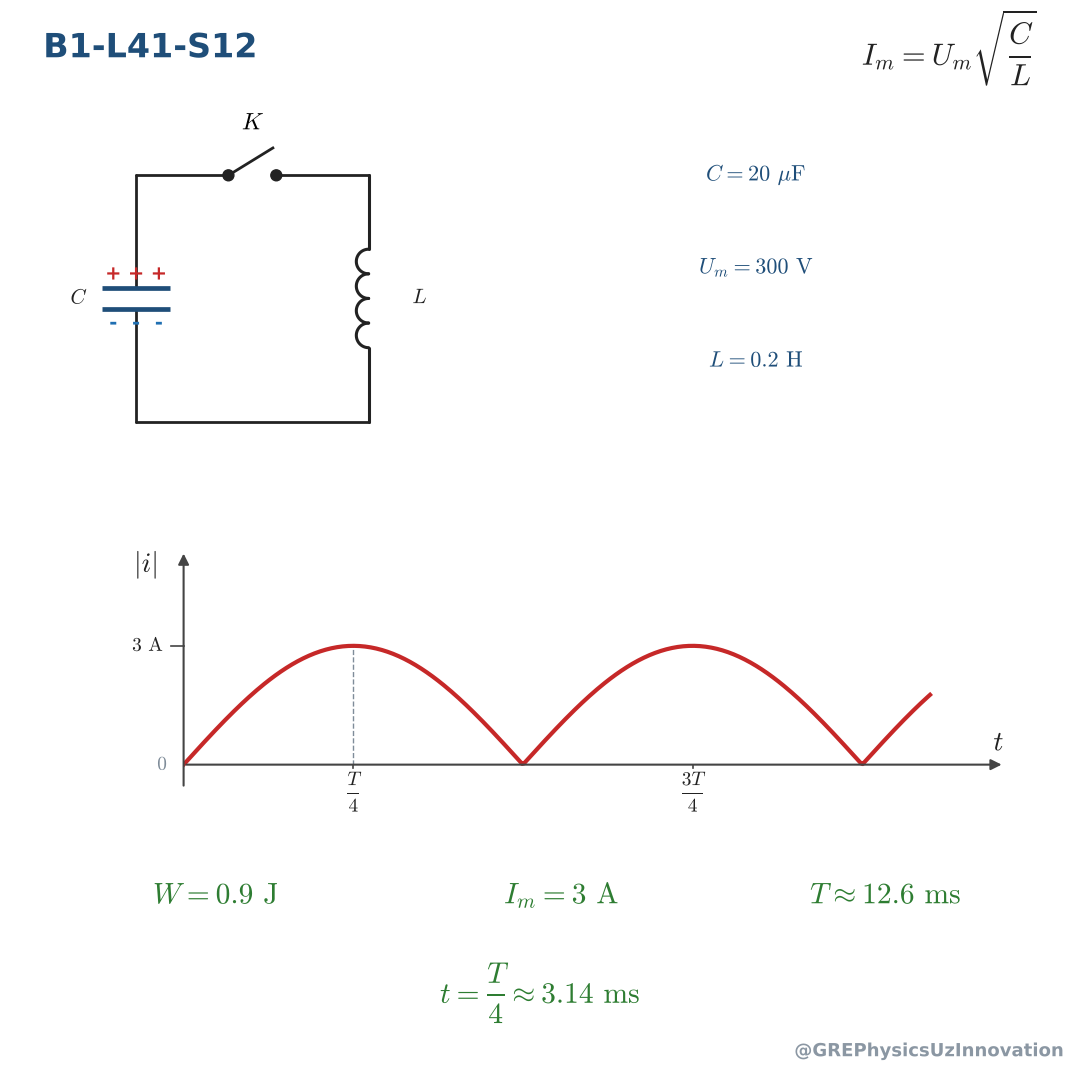 B1-L41-S12
I_m = U_m √(C/L)
K
C = 20 μF
+ + +
C
L
U_m = 300 V
- - -
L = 0.2 H
|i|
3 A
0
t
T/4
3T/4
W = 0.9 J
I_m = 3 A
T ≈ 12.6 ms
t = T/4 ≈ 3.14 ms
@GREPhysicsUzInnovation